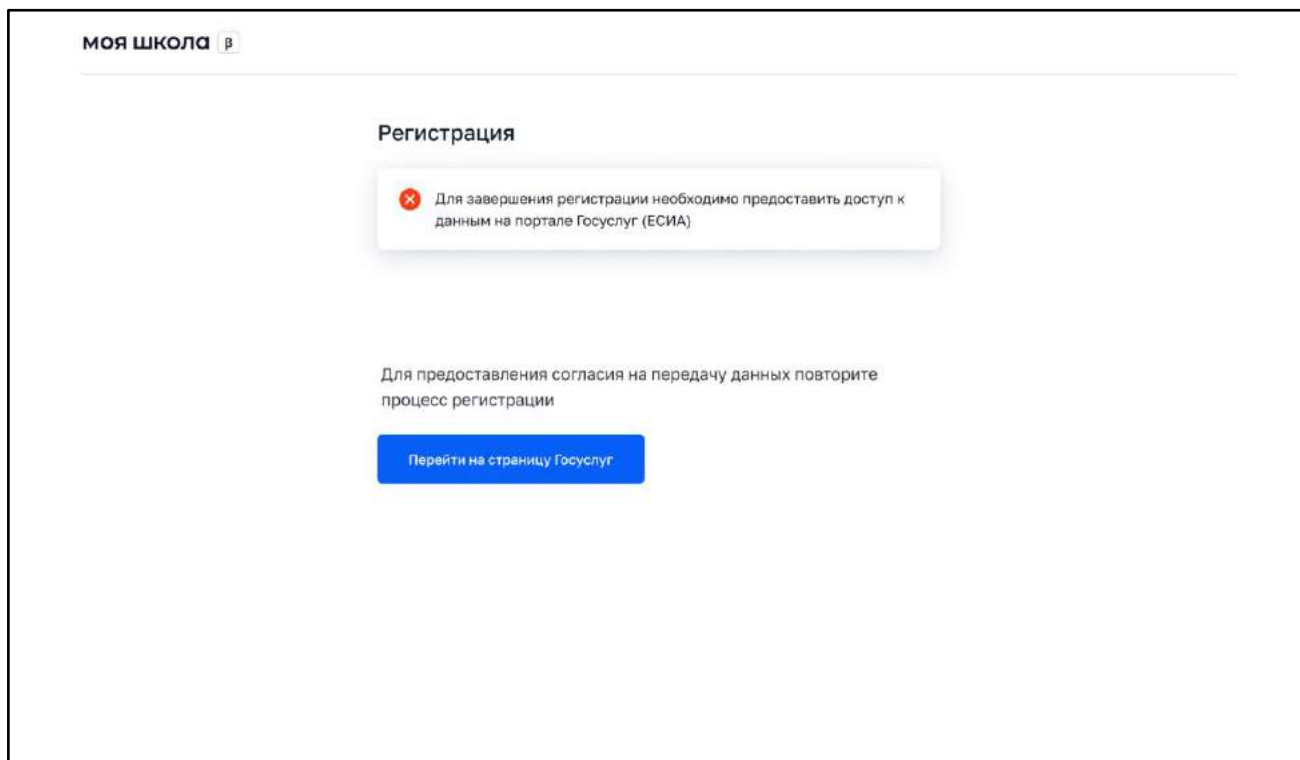 моя школа β
Регистрация
Для завершения регистрации необходимо предоставить доступ к
данным на портале Госуслуг (ЕСИА)
Для предоставления согласия на передачу данных повторите
процесс регистрации
Перейти на страницу Госуслуг